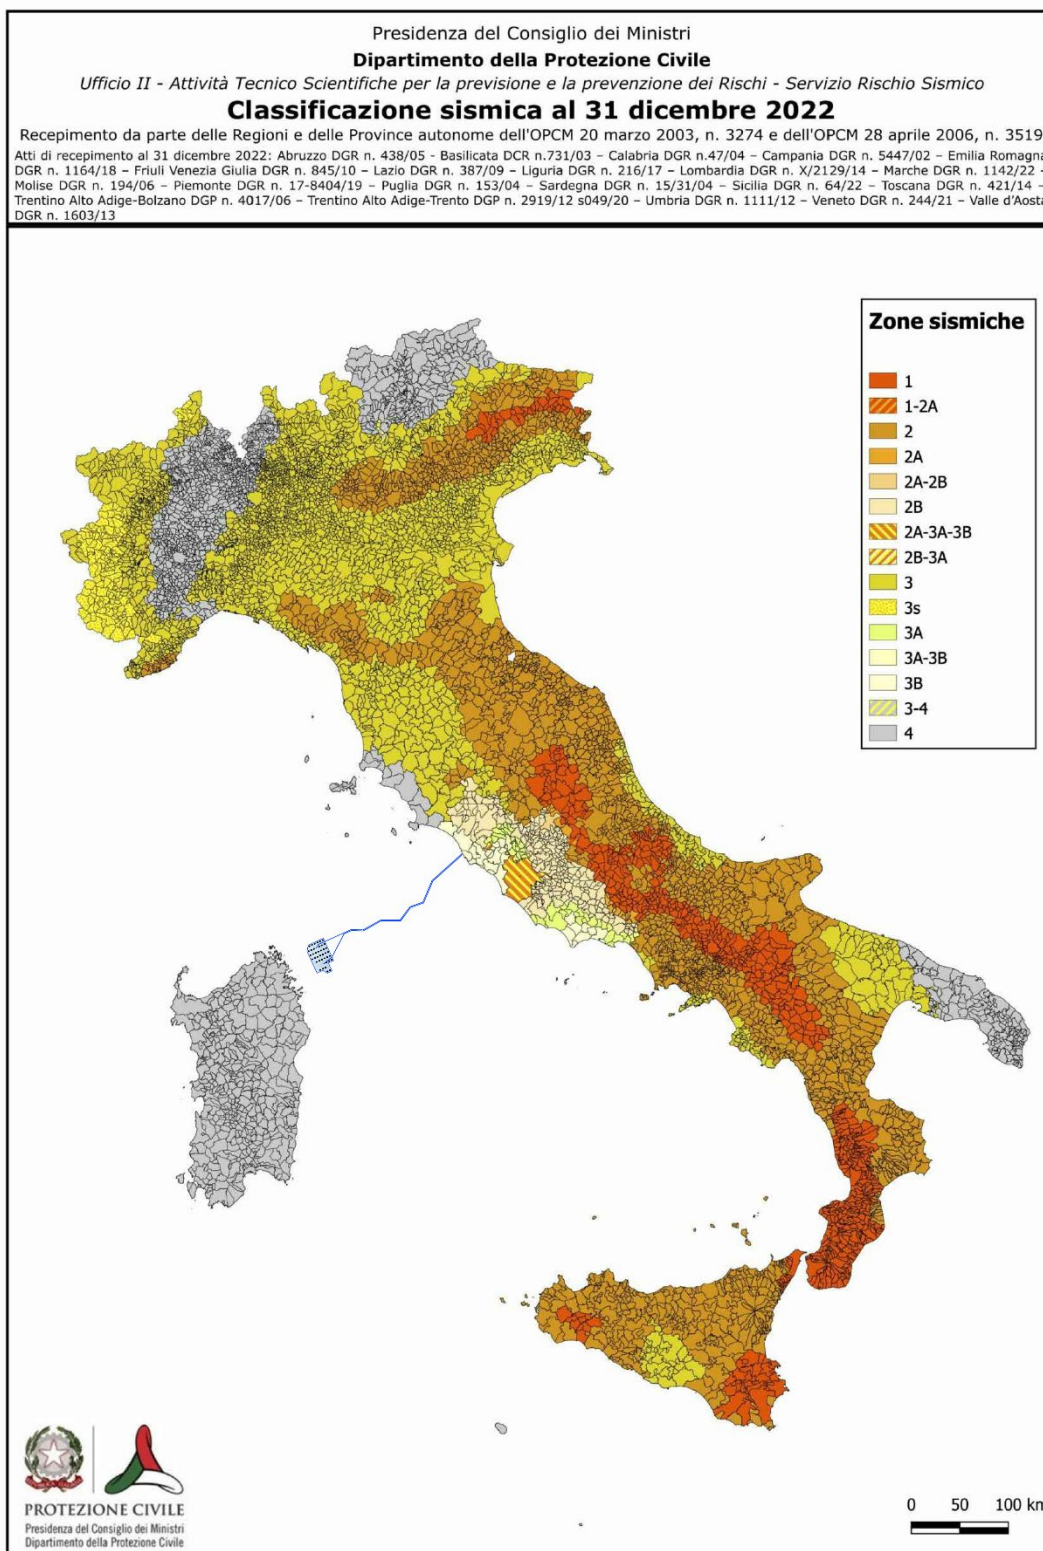 Presidenza del Consiglio dei Ministri
Dipartimento della Protezione Civile
Ufficio II - Attività Tecnico Scientifiche per la previsione e la prevenzione dei Rischi - Servizio Rischio Sismico
Classificazione sismica al 31 dicembre 2022
Recepimento da parte delle Regioni e delle Province autonome dell'OPCM 20 marzo 2003, n. 3274 e dell'OPCM 28 aprile 2006, n. 3519
Atti di recepimento al 31 dicembre 2022: Abruzzo DGR n. 438/05 - Basilicata DCR n.731/03 – Calabria DGR n.47/04 – Campania DGR n. 5447/02 – Emilia Romagna
DGR n. 1164/18 – Friuli Venezia Giulia DGR n. 845/10 – Lazio DGR n. 387/09 – Liguria DGR n. 216/17 – Lombardia DGR n. X/2129/14 – Marche DGR n. 1142/22 -
Molise DGR n. 194/06 – Piemonte DGR n. 17-8404/19 – Puglia DGR n. 153/04 – Sardegna DGR n. 15/31/04 – Sicilia DGR n. 64/22 – Toscana DGR n. 421/14 –
Trentino Alto Adige-Bolzano DGP n. 4017/06 – Trentino Alto Adige-Trento DGP n. 2919/12 s049/20 – Umbria DGR n. 1111/12 – Veneto DGR n. 244/21 – Valle d'Aosta
DGR n. 1603/13
Zone sismiche
1
1-2A
2
2A
2A-2B
2B
2A-3A-3B
2B-3A
3
3s
3A
3A-3B
3B
3-4
4
PROTEZIONE CIVILE
Presidenza del Consiglio dei Ministri
Dipartimento della Protezione Civile
0 50 100 km